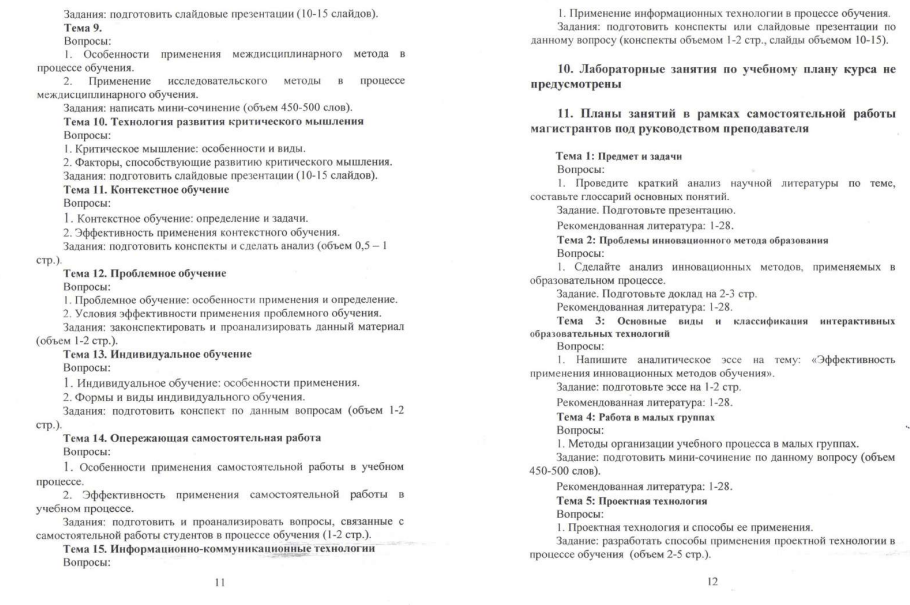 Задания: подготовить слайдовые презентации (10-15 слайдов).
Тема 9.
Вопросы:
1. Особенности применения междисциплинарного метода в
процессе обучения.
2. Применение исследовательского методы в процессе
междисциплинарного обучения.
Задания: написать мини-сочинение (объем 450-500 слов).
Тема 10. Технология развития критического мышления
Вопросы:
1. Критическое мышление: особенности и виды.
2. Факторы, способствующие развитию критического мышления.
Задания: подготовить слайдовые презентации (10-15 слайдов).
Тема 11. Контекстное обучение
Вопросы:
1. Контекстное обучение: определение и задачи.
2. Эффективность применения контекстного обучения.
Задания: подготовить конспекты и сделать анализ (объем 0,5 – 1
стр.).
Тема 12. Проблемное обучение
Вопросы:
1. Проблемное обучение: особенности применения и определение.
2. Условия эффективности применения проблемного обучения.
Задания: законспектировать и проанализировать данный материал
(объем 1-2 стр.).
Тема 13. Индивидуальное обучение
Вопросы:
1. Индивидуальное обучение: особенности применения.
2. Формы и виды индивидуального обучения.
Задания: подготовить конспект по данным вопросам (объем 1-2
стр.).
Тема 14. Опережающая самостоятельная работа
Вопросы:
1. Особенности применения самостоятельной работы в учебном
процессе.
2. Эффективность применения самостоятельной работы в
учебном процессе.
Задания: подготовить и проанализировать вопросы, связанные с
самостоятельной работы студентов в процессе обучения (1-2 стр.).
Тема 15. Информационно-коммуникационные технологии
Вопросы:
11
1. Применение информационных технологии в процессе обучения.
Задания: подготовить конспекты или слайдовые презентации по
данному вопросу (конспекты объемом 1-2 стр., слайды объемом 10-15).
10. Лабораторные занятия по учебному плану курса не
предусмотрены
11. Планы занятий в рамках самостоятельной работы
магистрантов под руководством преподавателя
Тема 1: Предмет и задачи
Вопросы:
1. Проведите краткий анализ научной литературы по теме,
составьте глоссарий основных понятий.
Задание. Подготовьте презентацию.
Рекомендованная литература: 1-28.
Тема 2: Проблемы инновационного метода образования
Вопросы:
1. Сделайте анализ инновационных методов, применяемых в
образовательном процессе.
Задание. Подготовьте доклад на 2-3 стр.
Рекомендованная литература: 1-28.
Тема 3: Основные виды и классификация интерактивных
образовательных технологий
Вопросы:
1. Напишите аналитическое эссе на тему: «Эффективность
применения инновационных методов обучения».
Задание: подготовьте эссе на 1-2 стр.
Рекомендованная литература: 1-28.
Тема 4: Работа в малых группах
Вопросы:
1. Методы организации учебного процесса в малых группах.
Задание: подготовить мини-сочинение по данному вопросу (объем
450-500 слов).
Рекомендованная литература: 1-28.
Тема 5: Проектная технология
Вопросы:
1. Проектная технология и способы ее применения.
Задание: разработать способы применения проектной технологии в
процессе обучения (объем 2-5 стр.).
12